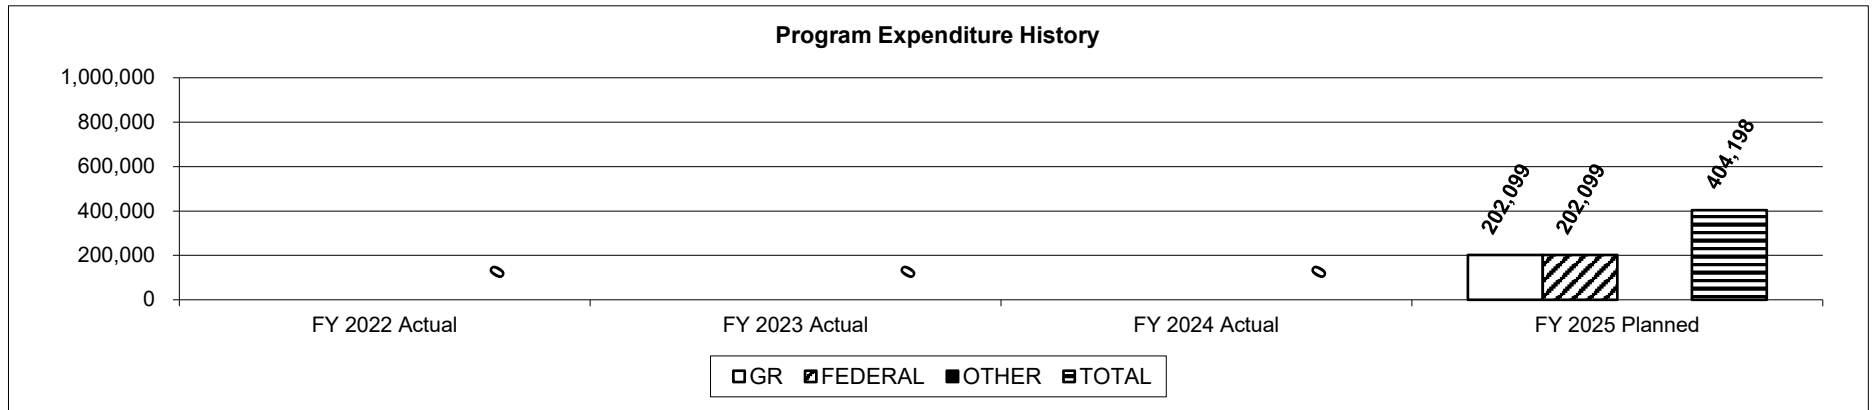 Program Expenditure History
1,000,000
800,000
600,000
400,000
200,000
0
0
0
0
202,099
202,099
404,198
FY 2022 Actual
FY 2023 Actual
FY 2024 Actual
FY 2025 Planned
GR FEDERAL OTHER TOTAL